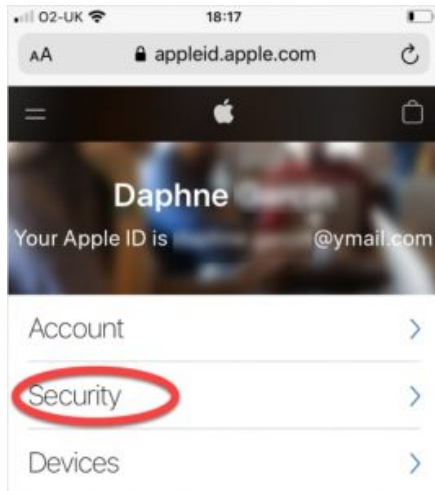 O2-UK 18:17
AA appleid.apple.com
Daphne
Your Apple ID is @ymail.com
Account
Security
Devices